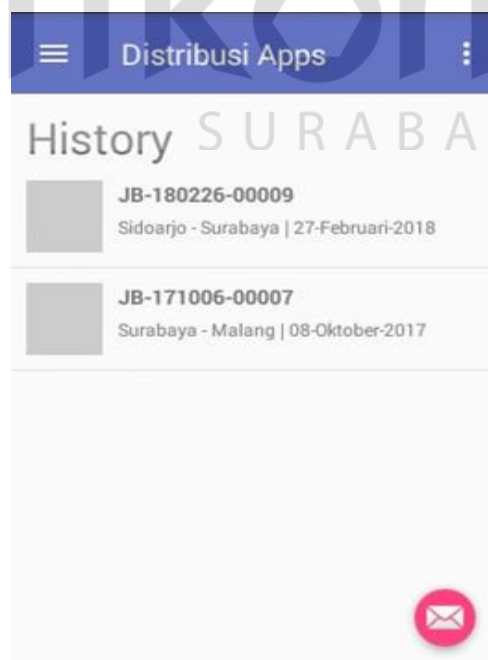 Distribusi Apps
History
SURABA
JB-180226-00009
Sidoarjo - Surabaya | 27-Februari-2018
JB-171006-00007
Surabaya - Malang | 08-Oktober-2017